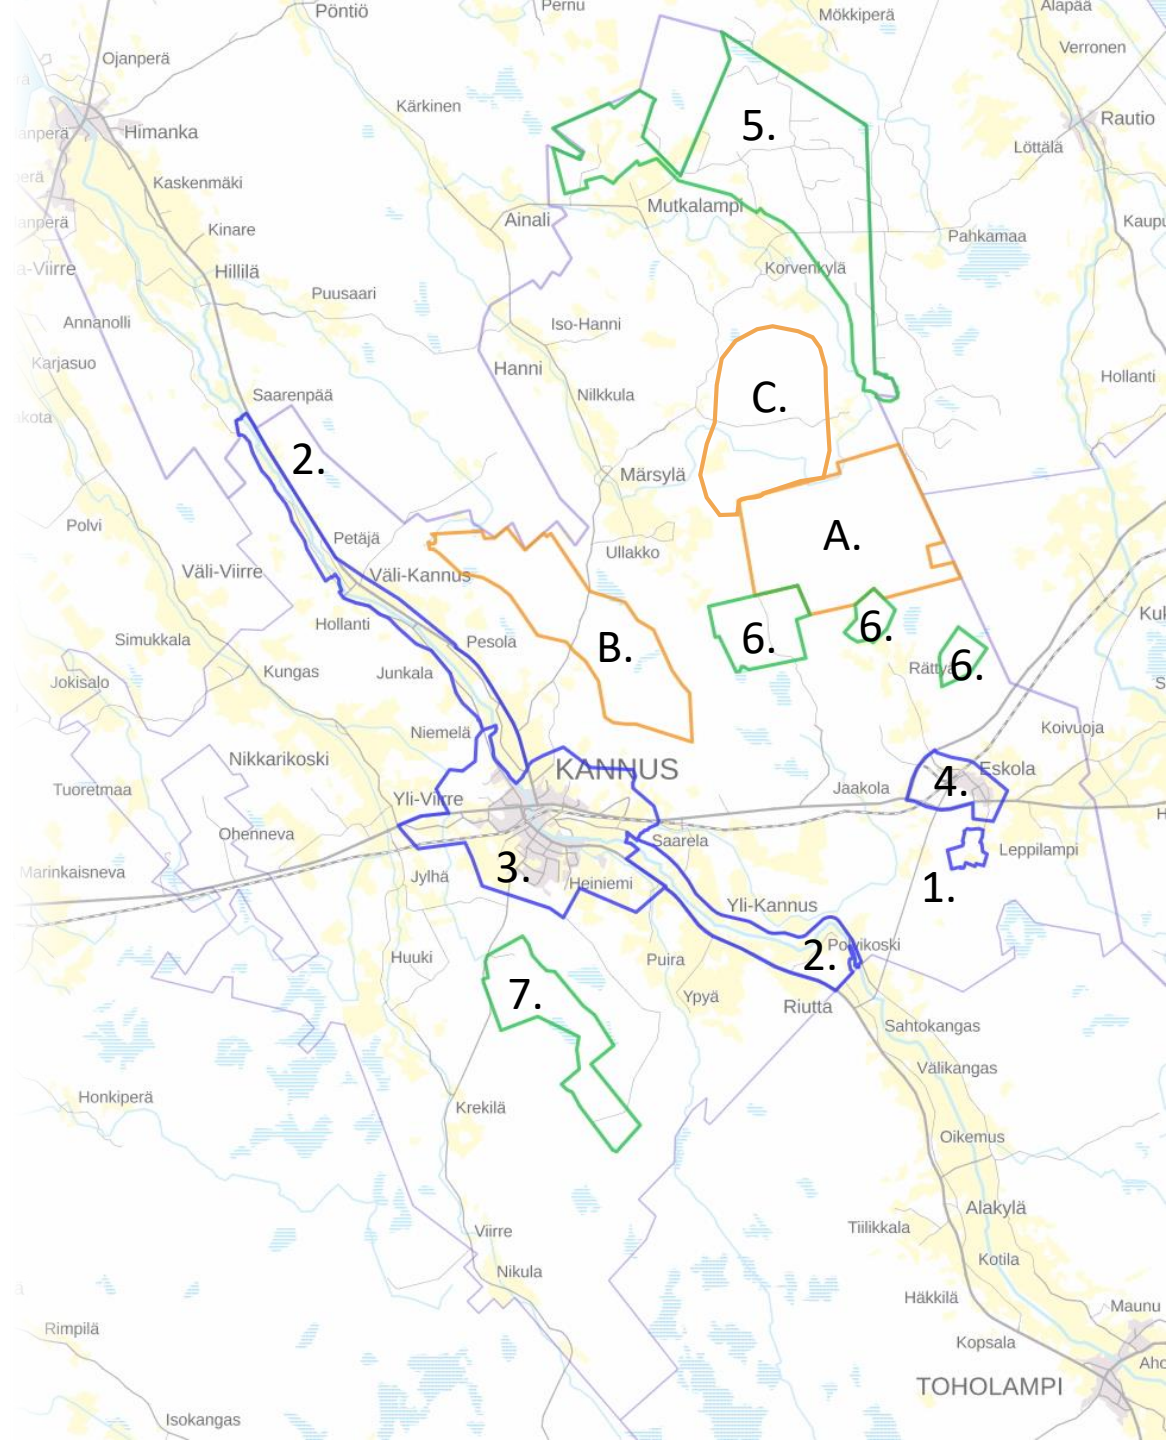 Pöntiö
Pernu
Mökkiperä
Alapää
Verronen
Ojanperä
Kärkinen
Rautio
5.
Himanka
Löttälä
Kaskenmäki
Mutkalampi
Ainali
Kinare
Pahkamaa
Hillilä
Korvenkylä
Puusaari
Annanolli
Iso-Hanni
Karjasuo
Hanni
Hollanti
Saarenpää
Nilkkula
C.
2.
Märsylä
Polvi
Petäjä
A.
Ullakko
Väli-Viirre
Väli-Kannus
Hollanti
Simukkala
Pesola
B.
6.
6.
6.
Kungas
Junkala
Jokisalo
Niemelä
Koivuoja
Nikkarikoski
KANNUS
Eskola
4.
Tuoretmaa
Yli-Viirre
Jaakola
Ohenneva
Saarela
Leppilampi
Marinkaisneva
Jylhä
3.
Heiniemi
1.
Yli-Kannus
Huuki
Puira
2.
7.
Ypyä
Riutta
Sahtokangas
Välikangas
Honkiperä
Krekilä
Oikemus
Alakylä
Viirre
Tiilikkala
Kotila
Nikula
Häkkilä
Maunu
Rimpilä
Kopsala
TOHOLAMPI
Isokangas